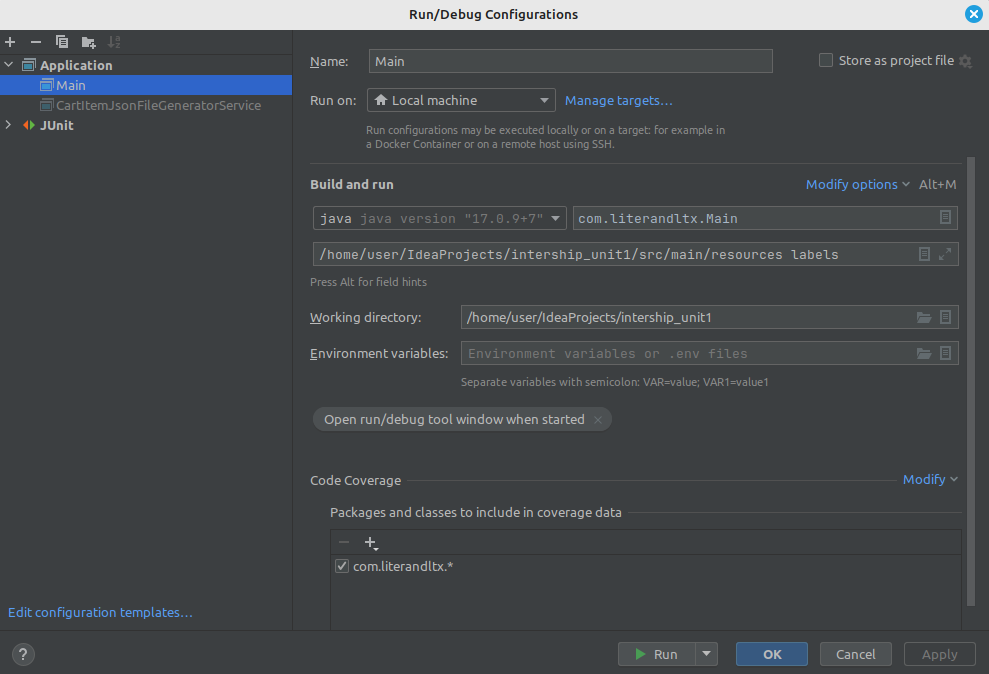 Run/Debug Configurations
Application
Main
CartItemJsonFileGeneratorService
JUnit
Edit configuration templates...
Name: Main
Store as project file
Run on: Local machine Manage targets...
Run configurations may be executed locally or on a target: for example in
a Docker Container or on a remote host using SSH.
Build and run Modify options Alt+M
java java version "17.0.9+7" com.literandltx.Main
/home/user/IdeaProjects/intership_unit1/src/main/resources labels
Press Alt for field hints
Working directory: /home/user/IdeaProjects/intership_unit1
Environment variables: Environment variables or .env files
Separate variables with semicolon: VAR=value; VAR1=value1
Open run/debug tool window when started
Code Coverage Modify
Packages and classes to include in coverage data
com.literandltx.*
? Run OK Cancel Apply